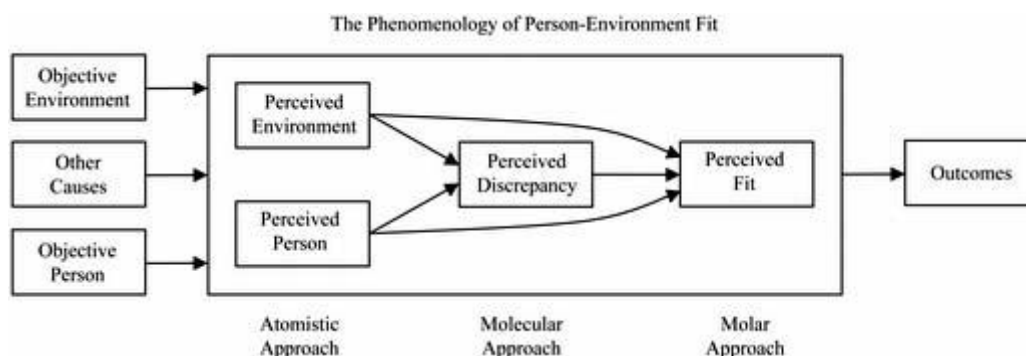 The Phenomenology of Person-Environment Fit
Objective
Environment
Other
Causes
Objective
Person
Perceived
Environment
Perceived
Person
Perceived
Discrepancy
Perceived
Fit
Outcomes
Atomistic
Approach
Molecular
Approach
Molar
Approach